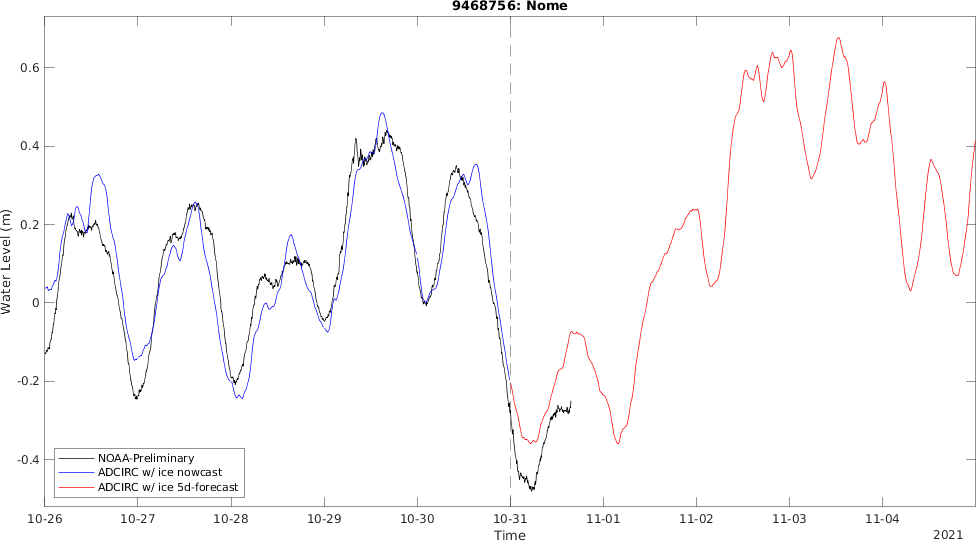 9468756: Nome
Water Level (m)
0.6
0.4
0.2
0
-0.2
-0.4
NOAA-Preliminary
ADCIRC w/ ice nowcast
ADCIRC w/ ice 5d-forecast
10-26 10-27 10-28 10-29 10-30 10-31 11-01 11-02 11-03 11-04
Time
2021